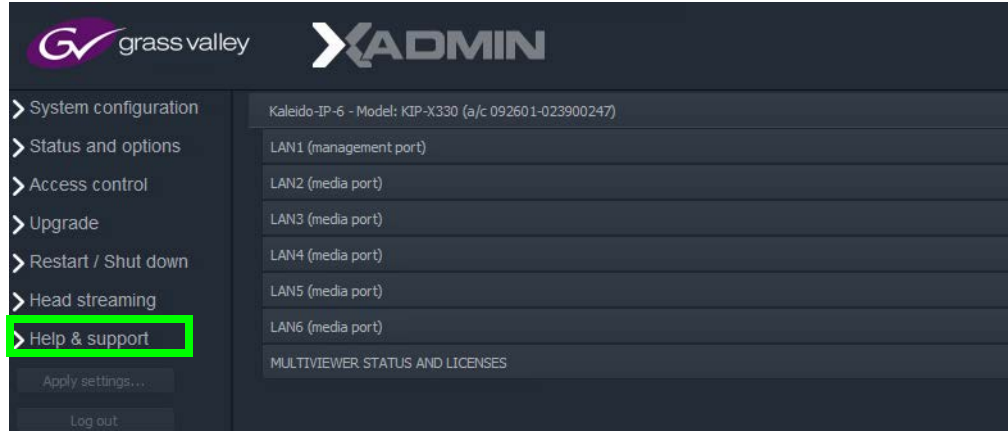 GV grass valley XADMIN
System configuration
Status and options
Access control
Upgrade
Restart / Shut down
Head streaming
Help & support
Apply settings...
Log out
Kaleido-IP-6 - Model: KIP-X330 (a/c 092601-023900247)
LAN1 (management port)
LAN2 (media port)
LAN3 (media port)
LAN4 (media port)
LAN5 (media port)
LAN6 (media port)
MULTIVIEWER STATUS AND LICENSES